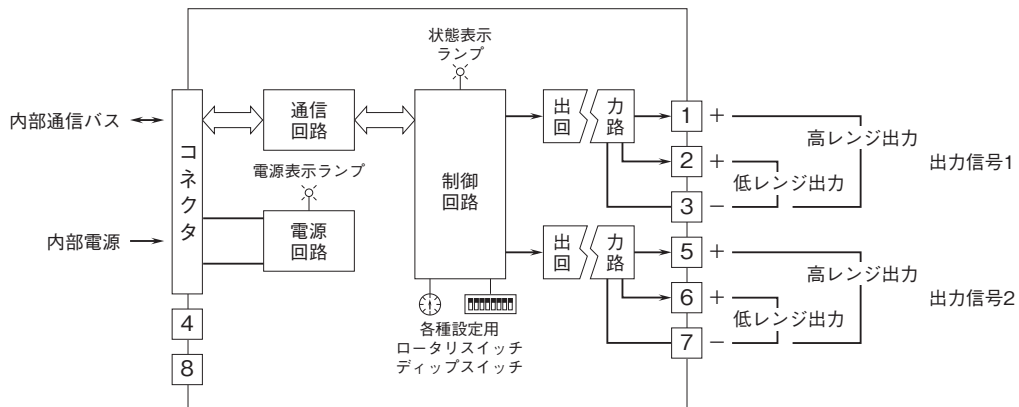 状態表示
ランプ
内部通信バス
コネクタ
通信
回路
電源表示ランプ
内部電源
電源
回路
制御
回路
各種設定用
ロータリスイッチ
ディップスイッチ
4
8
出力
回路
1 +
2 +
3 −
高レンジ出力
低レンジ出力
出力信号1
出力
回路
5 +
6 +
7 −
高レンジ出力
低レンジ出力
出力信号2